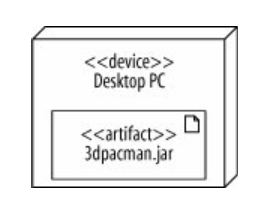 <<device>>
Desktop PC
<<artifact>>
3dpacman.jar